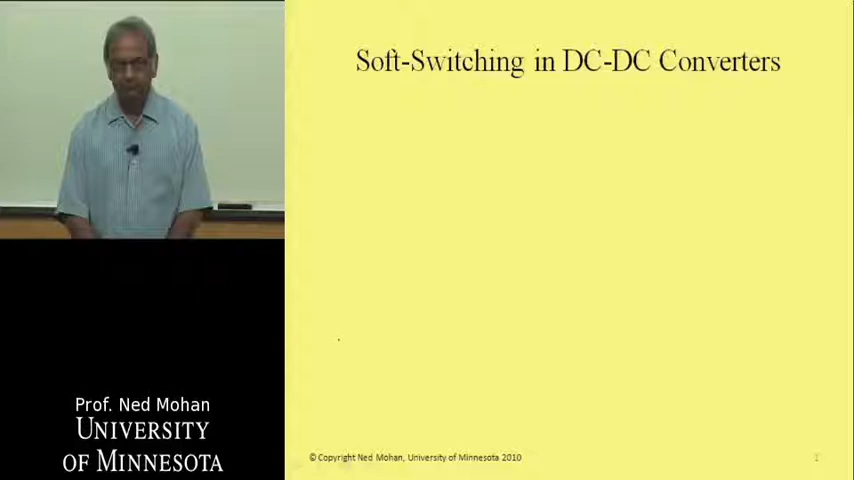 Soft-Switching in DC-DC Converters
Prof. Ned Mohan
UNIVERSITY
OF MINNESOTA
© Copyright Ned Mohan, University of Minnesota 2010
1